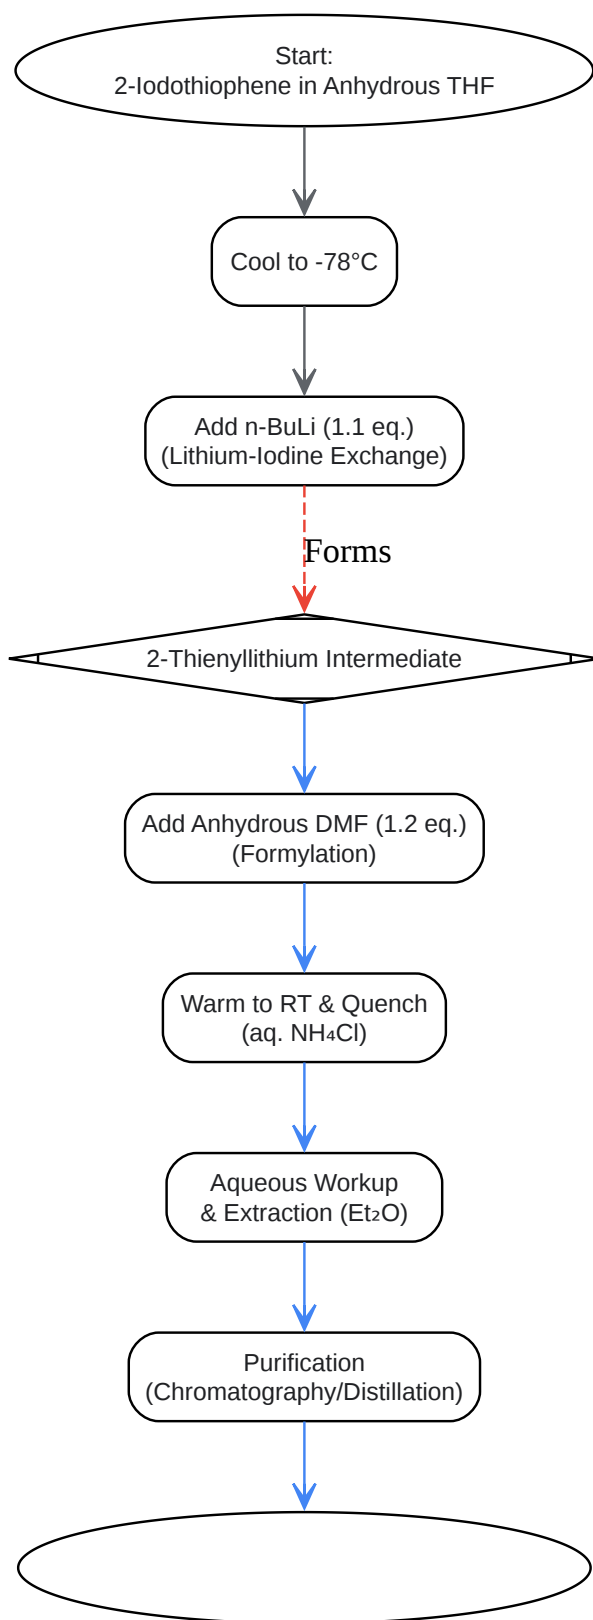 Start:
2-Iodothiophene in Anhydrous THF
Cool to -78°C
Add n-BuLi (1.1 eq.)
(Lithium-Iodine Exchange)
Forms
2-Thienyllithium Intermediate
Add Anhydrous DMF (1.2 eq.)
(Formylation)
Warm to RT & Quench
(aq. NH₄Cl)
Aqueous Workup
& Extraction (Et₂O)
Purification
(Chromatography/Distillation)